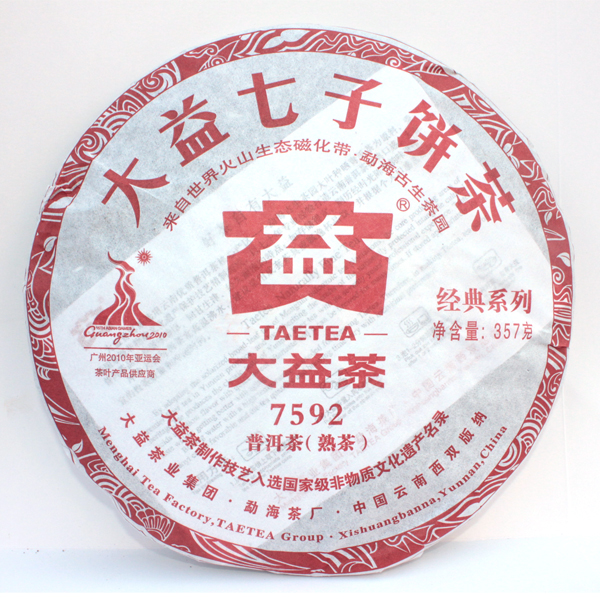 大益七子饼茶
来自世界火山生态磁化带·勐海古生茶园
益
®
16TH ASIAN GAMES
Guangzhou2010
广州2010年亚运会
茶叶产品供应商
经典系列
净含量: 357克
TAETEA
大益茶
7592
普洱茶(熟茶)
大益茶制作技艺入选国家级非物质文化遗产名录
大益茶业集团·勐海茶厂·中国云南西双版纳
Menghai Tea Factory,TAETEA Group·Xishuangbanna,Yunnan,China